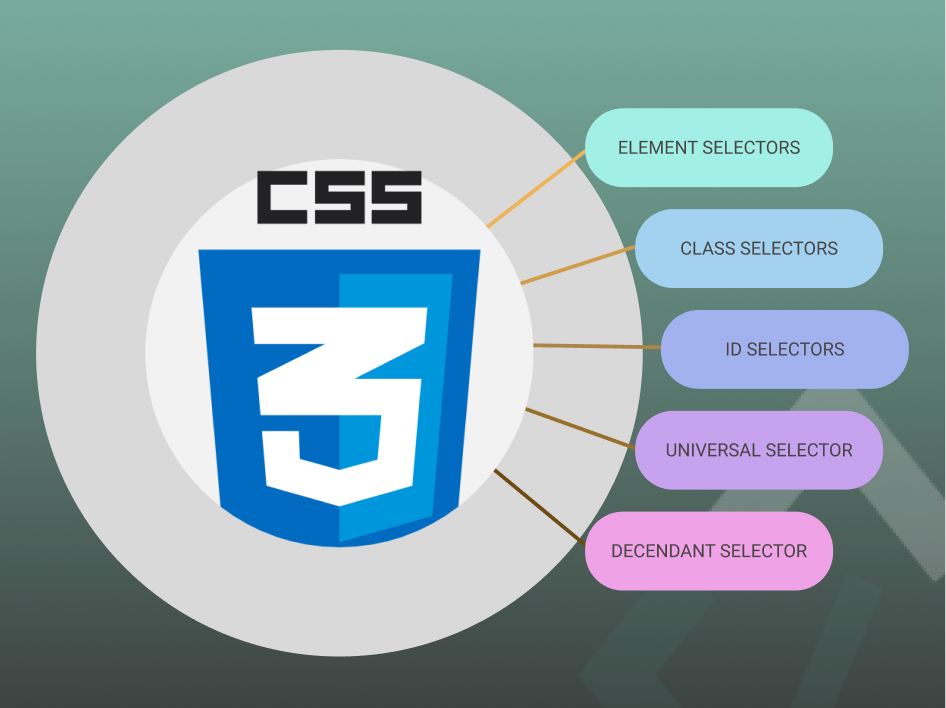 CSS
3
ELEMENT SELECTORS
CLASS SELECTORS
ID SELECTORS
UNIVERSAL SELECTOR
DECENDANT SELECTOR